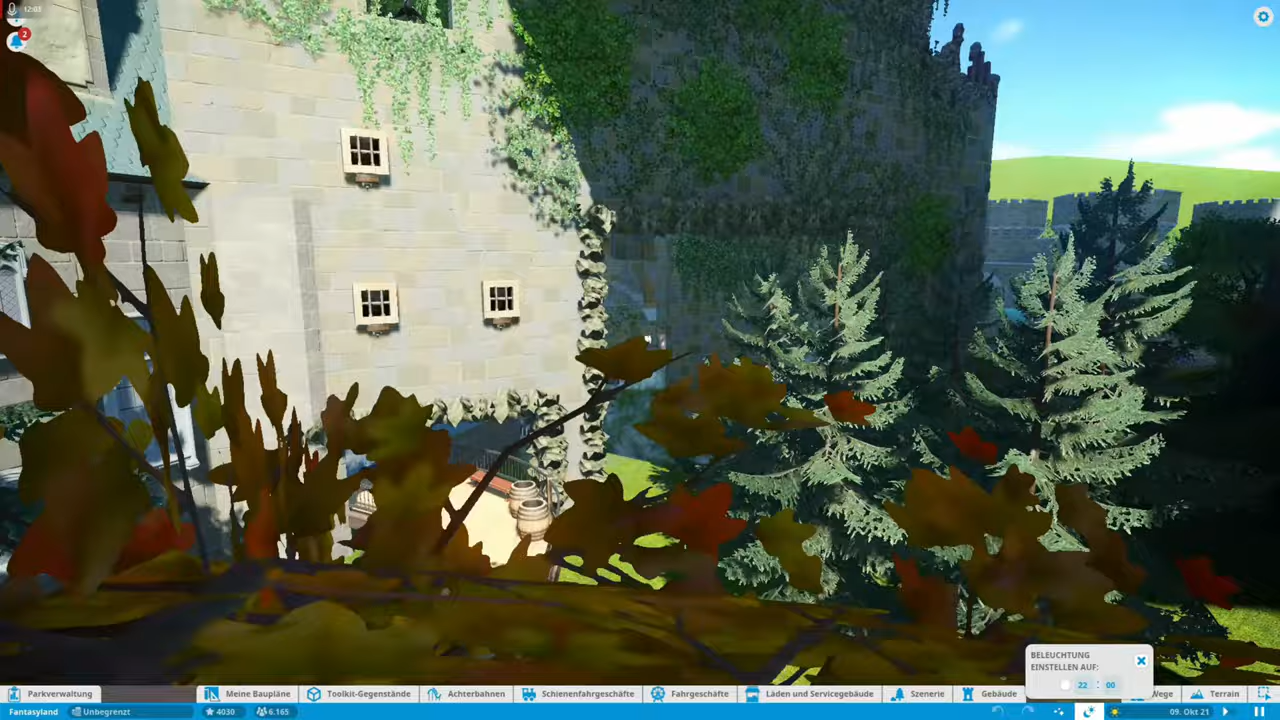 12:03
2
BELEUCHTUNG
EINSTELLEN AUF:
22 : 00
Parkverwaltung
Meine Baupläne
Toolkit-Gegenstände
Achterbahnen
Schienenfahrgeschäfte
Fahrgeschäfte
Läden und Servicegebäude
Szenerie
Gebäude
Wege
Terrain
Fantasyland
Unbegrenzt
4030
6.165
09. Okt 21